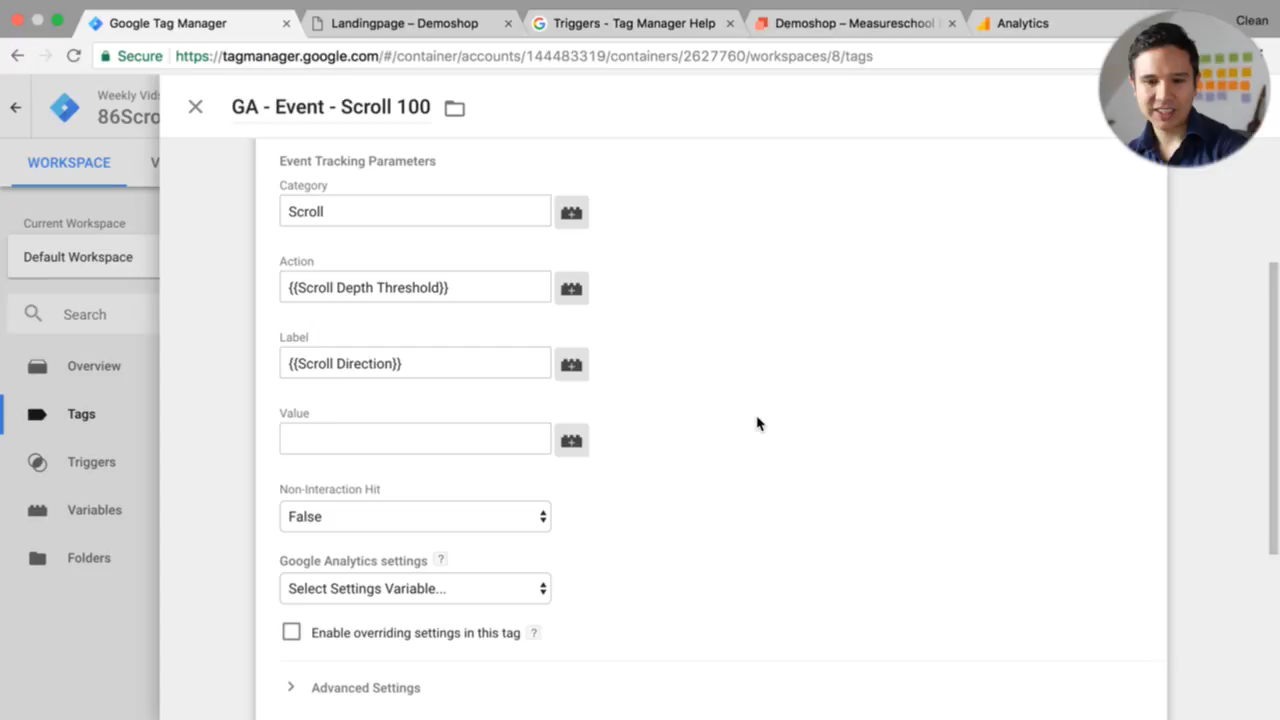 Google Tag Manager
Landingpage – Demoshop
Triggers - Tag Manager Help
Demoshop – Measureschool
Analytics
Clean
Secure
https://tagmanager.google.com/#/container/accounts/144483319/containers/2627760/workspaces/8/tags
Weekly Vids
86Scro
GA - Event - Scroll 100
WORKSPACE
V
Current Workspace
Default Workspace
Search
Overview
Tags
Triggers
Variables
Folders
Event Tracking Parameters
Category
Scroll
Action
{{Scroll Depth Threshold}}
Label
{{Scroll Direction}}
Value
Non-Interaction Hit
False
Google Analytics settings ?
Select Settings Variable...
Enable overriding settings in this tag ?
Advanced Settings